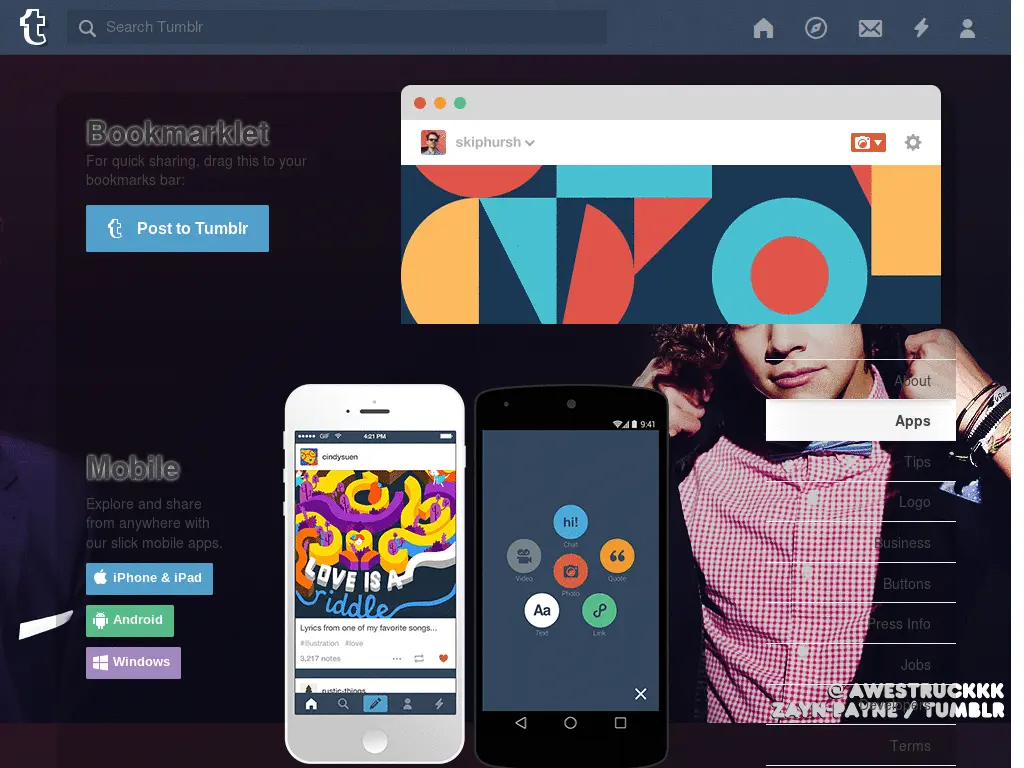 Search Tumblr
Bookmarklet
For quick sharing, drag this to your
bookmarks bar:
Post to Tumblr
skiphursh
About
Apps
Tips
Logo
Business
Buttons
Press Info
Jobs
Developers
Terms
Mobile
Explore and share
from anywhere with
our slick mobile apps.
iPhone & iPad
Android
Windows
GIF
4:21 PM
cindysuen
LOVE IS A
riddle
Lyrics from one of my favorite songs...
#illustration #love
3,217 notes
rustic-things
9:41
hi!
Chat
Video
Quote
Photo
Aa
Text
Link
@ AWESTRUCKKK
ZAYN-PAYNE / TUMBLR